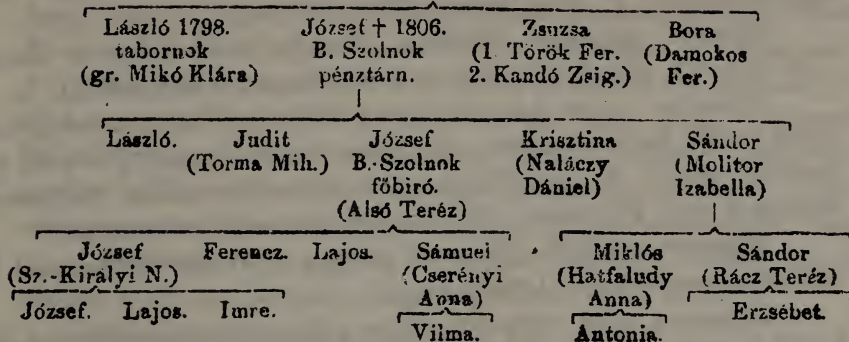 László 1798. József † 1806. Zsuzsa Bora
tabornok B. Szolnok (1 Török Fer. (Damokos
(gr. Mikó Klára) pénztárn. 2. Kandó Zsig.) Fer.)
László. Judit József Krisztina Sándor
(Torma Mih.) B.-Szolnok (Naláczy (Molitor
főbiró. Dániel) Izabella)
(Alsó Teréz)
József Ferencz. Lajos. Sámuel Miklós Sándor
(Sz.-Királyi N.) (Cserényi (Hatfaludy (Rácz Teréz)
Anna) Anna)
József. Lajos. Imre. Vilma. Antonia. Erzsébet.